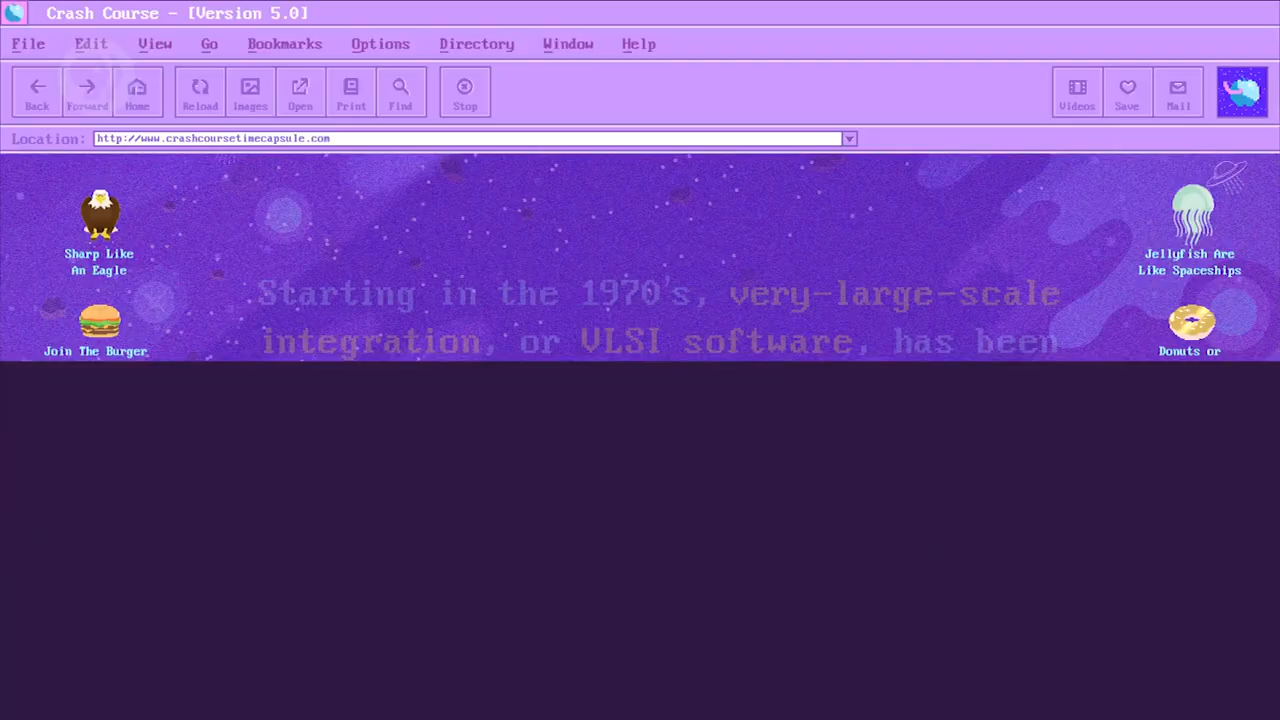 Crash Course - [Version 5.0]
File Edit View Go Bookmarks Options Directory Window Help
Back Forward Home Reload Images Open Print Find Stop Videos Save Mail
Location: http://www.crashcoursetimecapsule.com
Sharp Like
An Eagle
Jellyfish Are
Like Spaceships
Starting in the 1970's, very-large-scale
integration, or VLSI software, has been
Join The Burger
Donuts or